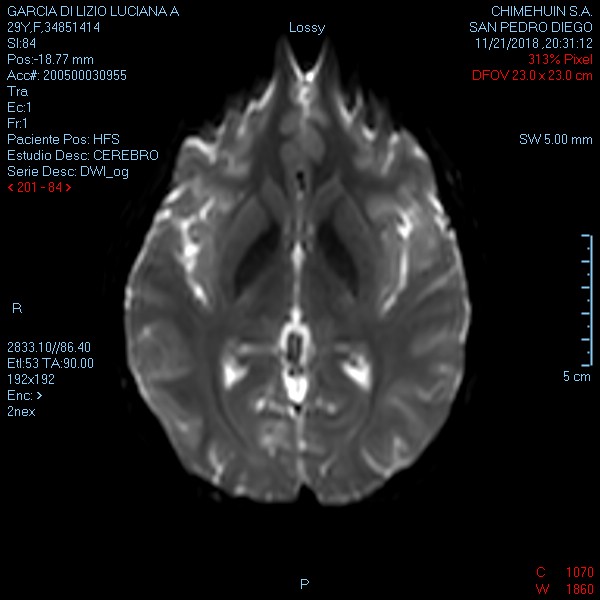 GARCIA DI LIZIO LUCIANA A
29Y,F,34851414
Sl:84
Pos:-18.77 mm
Acc#: 200500030955
Tra
Ec:1
Fr:1
Paciente Pos: HFS
Estudio Desc: CEREBRO
Serie Desc: DWI_og
< 201 - 84 >
Lossy
CHIMEHUIN S.A.
SAN PEDRO DIEGO
11/21/2018 ,20:31:12
313% Pixel
DFOV 23.0 x 23.0 cm
SW 5.00 mm
R
2833.10//86.40
Etl:53 TA:90.00
192x192
Enc: >
2nex
5 cm
P
C 1070
W 1860